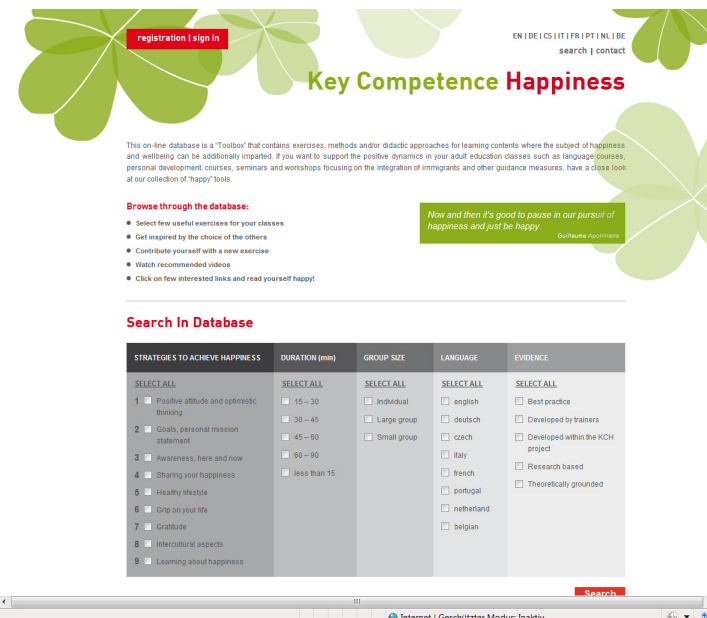 registration | sign in
EN | DE | CS | IT | FR | PT | NL | BE
search | contact
Key Competence Happiness
This on-line database is a "Toolbox" that contains exercises, methods and/or didactic approaches for learning contents where the subject of happiness
and wellbeing can be additionally imparted. If you want to support the positive dynamics in your adult education classes such as language courses,
personal development, courses, seminars and workshops focusing on the integration of immigrants and other guidance measures, have a close look
at our collection of "happy" tools.
Browse through the database:
Select few useful exercises for your classes
Get inspired by the choice of the others
Contribute yourself with a new exercise
Watch recommended videos
Click on few interested links and read yourself happy!
Now and then it's good to pause in our pursuit of
happiness and just be happy.
Guillaume Apollinaire
Search In Database
STRATEGIES TO ACHIEVE HAPPINESS
SELECT ALL
1 Positive attitude and optimistic
thinking
2 Goals, personal mission
statement
3 Awareness, here and now
4 Sharing your happiness
5 Healthy lifestyle
6 Grip on your life
7 Gratitude
8 Intercultural aspects
9 Learning about happiness
DURATION (min)
SELECT ALL
15 – 30
30 – 45
45 – 60
60 – 90
less than 15
GROUP SIZE
SELECT ALL
Individual
Large group
Small group
LANGUAGE
SELECT ALL
english
deutsch
czech
italy
french
portugal
netherland
belgian
EVIDENCE
SELECT ALL
Best practice
Developed by trainers
Developed within the KCH
project
Research based
Theoretically grounded
Search
Internet | Geschützter Modus: Inaktiv